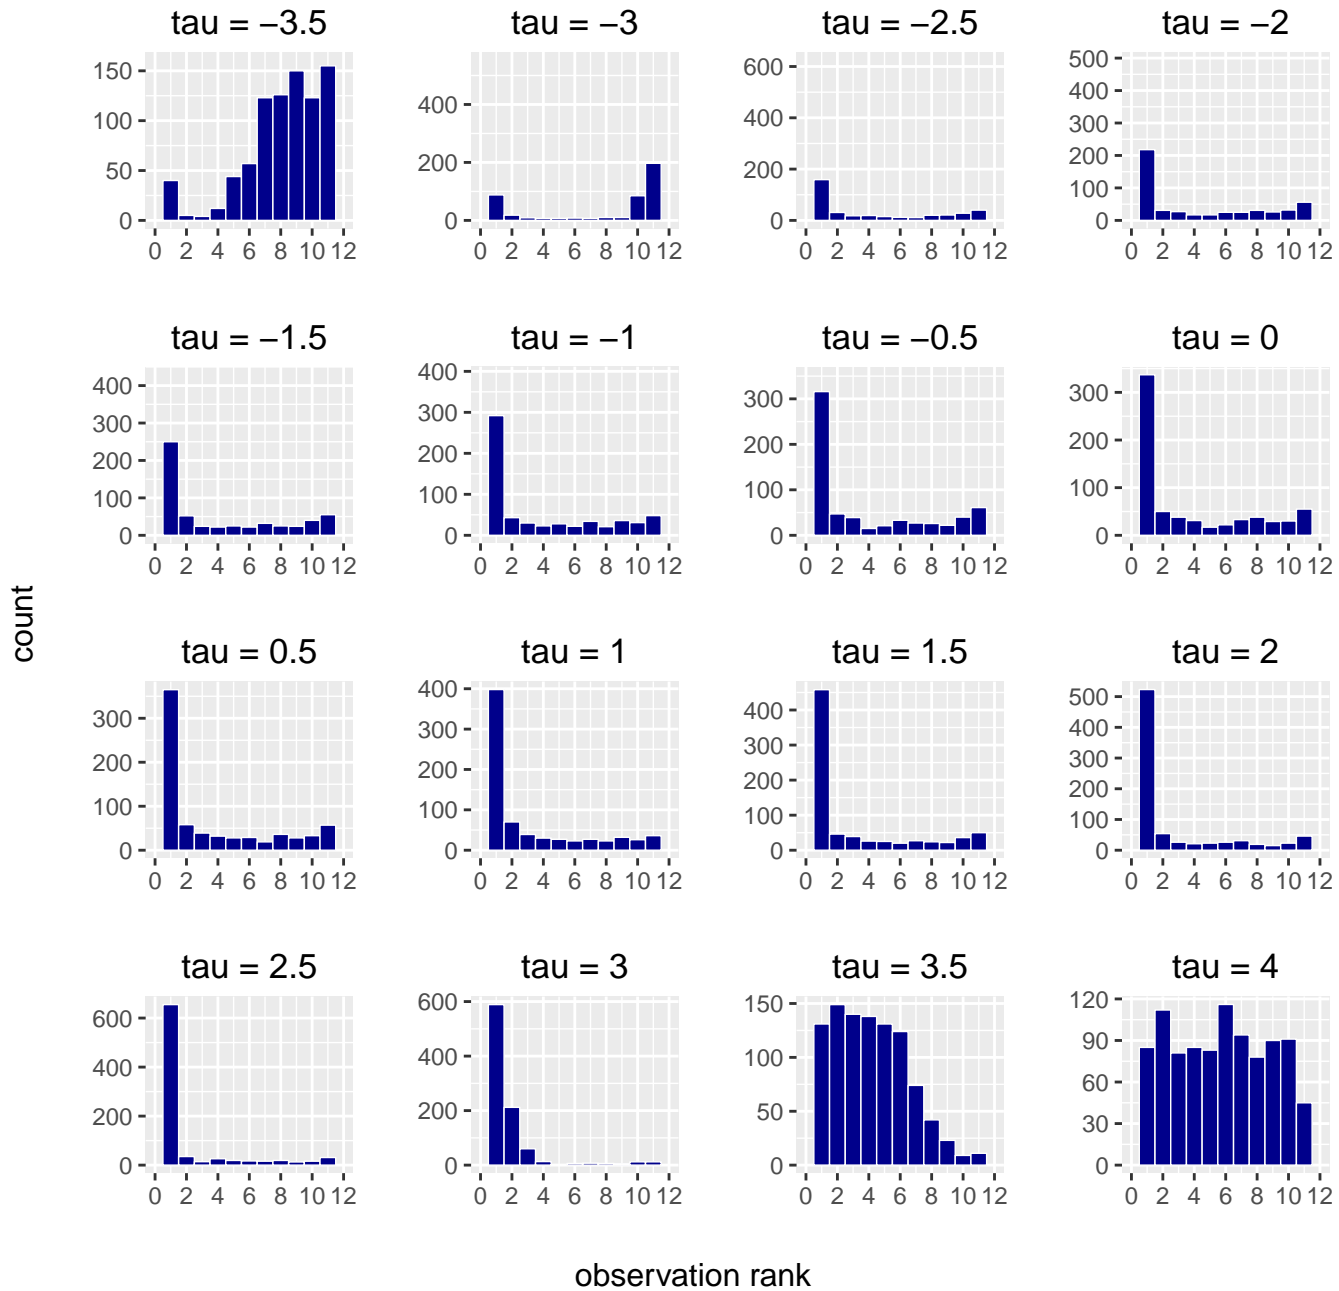 tau = −3.5 tau = −3 tau = −2.5 tau = −2
150 100 50 0
400 200 0
600 400 200 0
500 400 300 200 100 0
0 2 4 6 8 10 12 0 2 4 6 8 10 12 0 2 4 6 8 10 12 0 2 4 6 8 10 12
tau = −1.5 tau = −1 tau = −0.5 tau = 0
400 300 200 100 0
400 300 200 100 0
300 200 100 0
300 200 100 0
0 2 4 6 8 10 12 0 2 4 6 8 10 12 0 2 4 6 8 10 12 0 2 4 6 8 10 12
count
tau = 0.5 tau = 1 tau = 1.5 tau = 2
300 200 100 0
400 300 200 100 0
400 300 200 100 0
500 400 300 200 100 0
0 2 4 6 8 10 12 0 2 4 6 8 10 12 0 2 4 6 8 10 12 0 2 4 6 8 10 12
tau = 2.5 tau = 3 tau = 3.5 tau = 4
600 400 200 0
600 400 200 0
150 100 50 0
120 90 60 30 0
0 2 4 6 8 10 12 0 2 4 6 8 10 12 0 2 4 6 8 10 12 0 2 4 6 8 10 12
observation rank